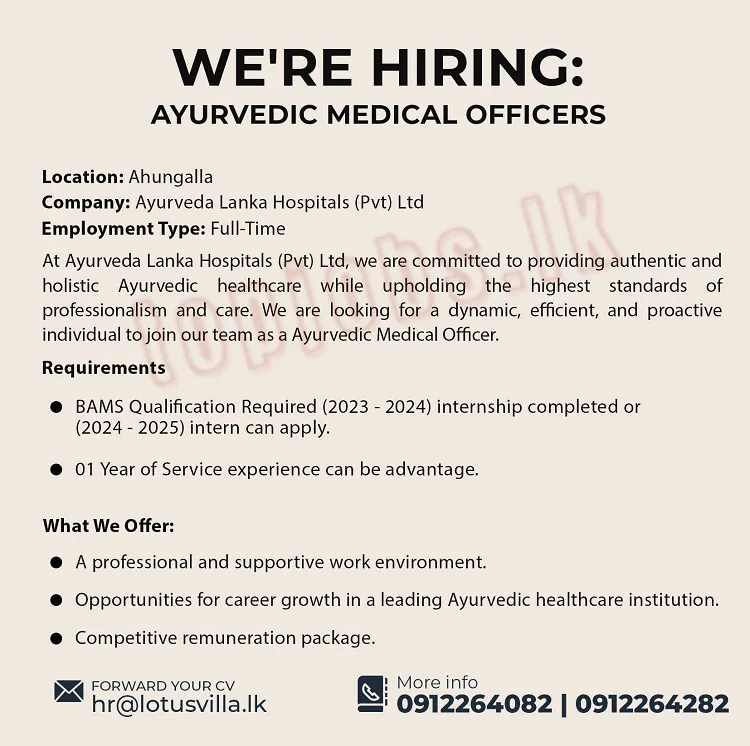 WE'RE HIRING:
AYURVEDIC MEDICAL OFFICERS
Location: Ahungalla
Company: Ayurveda Lanka Hospitals (Pvt) Ltd
Employment Type: Full-Time
At Ayurveda Lanka Hospitals (Pvt) Ltd, we are committed to providing authentic and
holistic Ayurvedic healthcare while upholding the highest standards of
professionalism and care. We are looking for a dynamic, efficient, and proactive
individual to join our team as a Ayurvedic Medical Officer.
Requirements
● BAMS Qualification Required (2023 - 2024) internship completed or
(2024 - 2025) intern can apply.
● 01 Year of Service experience can be advantage.
What We Offer:
● A professional and supportive work environment.
● Opportunities for career growth in a leading Ayurvedic healthcare institution.
● Competitive remuneration package.
FORWARD YOUR CV
hr@lotusvilla.lk
More info
0912264082 | 0912264282
topjobs.lk